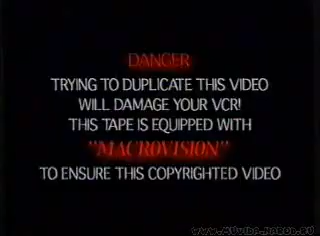 DANGER
TRYING TO DUPLICATE THIS VIDEO
WILL DAMAGE YOUR VCR!
THIS TAPE IS EQUIPPED WITH
"MACROVISION"
TO ENSURE THIS COPYRIGHTED VIDEO